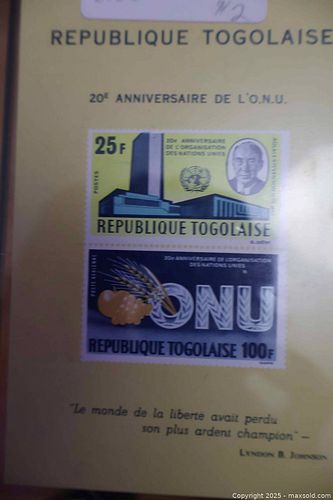 RÉPUBLIQUE TOGOLAISE
20E ANNIVERSAIRE DE L'O.N.U.
25F
20e ANNIVERSAIRE
DE L'ORGANISATION
DES NATIONS UNIES
POSTES
REPUBLIQUE TOGOLAISE
POSTE AERIENNE
20e ANNIVERSAIRE DE L'ORGANISATION
DES NATIONS UNIES
ONU
REPUBLIQUE TOGOLAISE 100F
"Le monde de la liberte avait perdu
son plus ardent champion" —
LYNDON B. JOHNSON
Copyright 2025 - maxsold.com